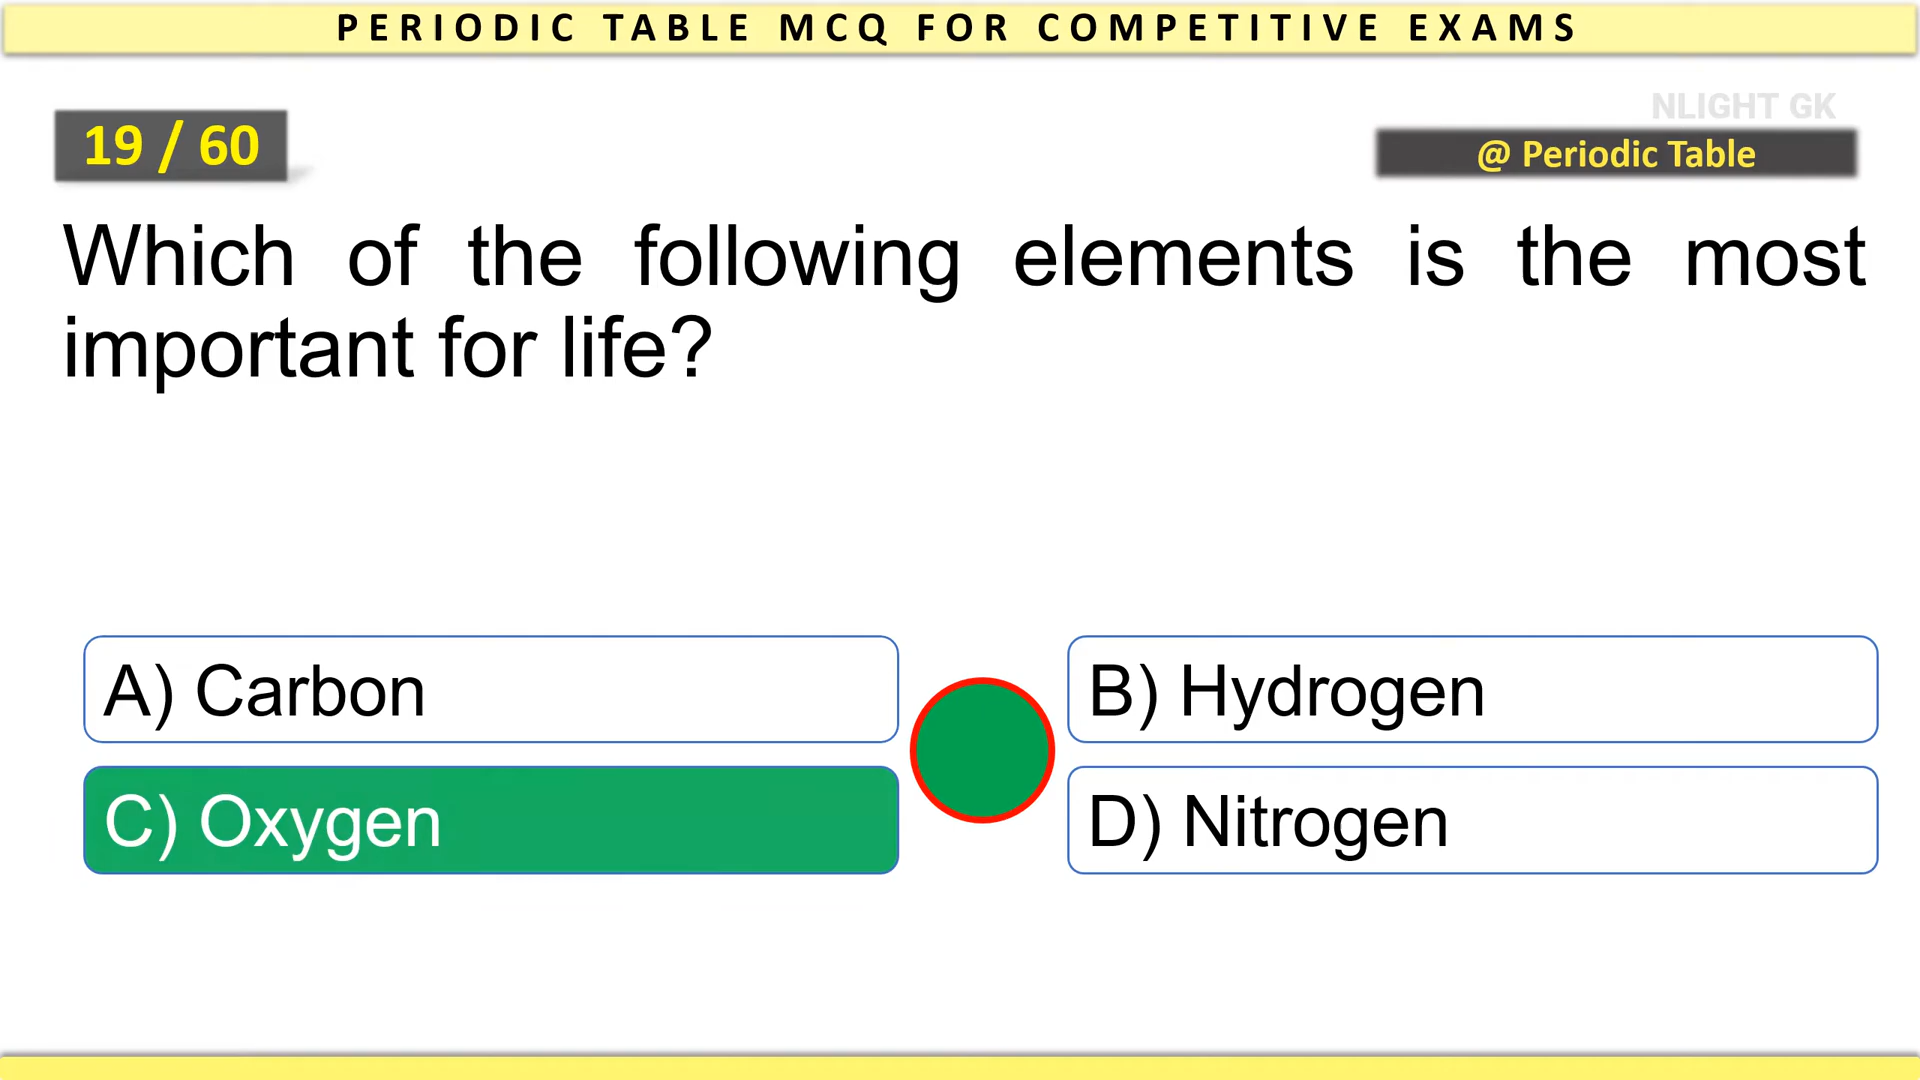 PERIODIC TABLE MCQ FOR COMPETITIVE EXAMS
NLIGHT GK
19 / 60
@ Periodic Table
Which of the following elements is the most
important for life?
A) Carbon
B) Hydrogen
C) Oxygen
D) Nitrogen